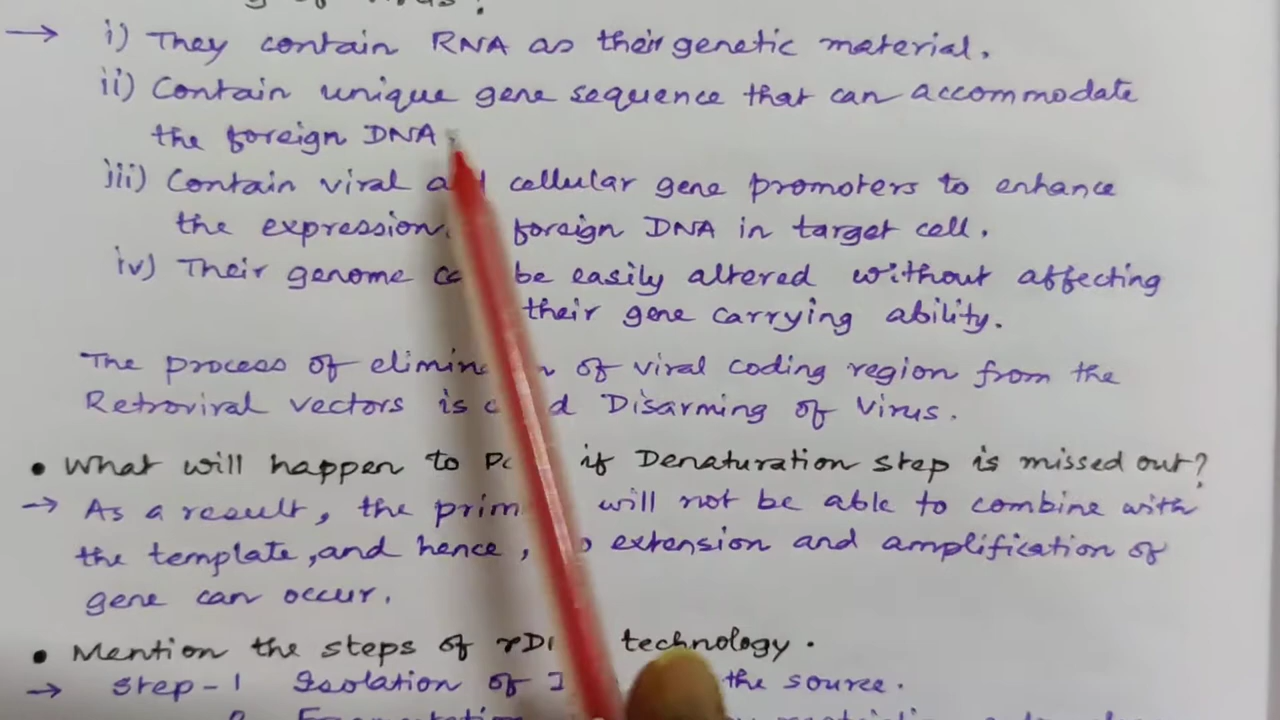 of virus?
→ i) They contain RNA as their genetic material.
ii) Contain unique gene sequence that can accommodate
the foreign DNA.
iii) Contain viral cellular gene promoters to enhance
the expression foreign DNA in target cell.
iv) Their genome be easily altered without affecting
their gene carrying ability.
The process of of viral coding region from the
Retroviral vectors is Disarming of Virus.
• What will happen to if Denaturation step is missed out?
→ As a result, the will not be able to combine with
the template, and hence, extension and amplification of
gene can occur.
• Mention the steps of technology.
→ Step-1 Isolation of the source.